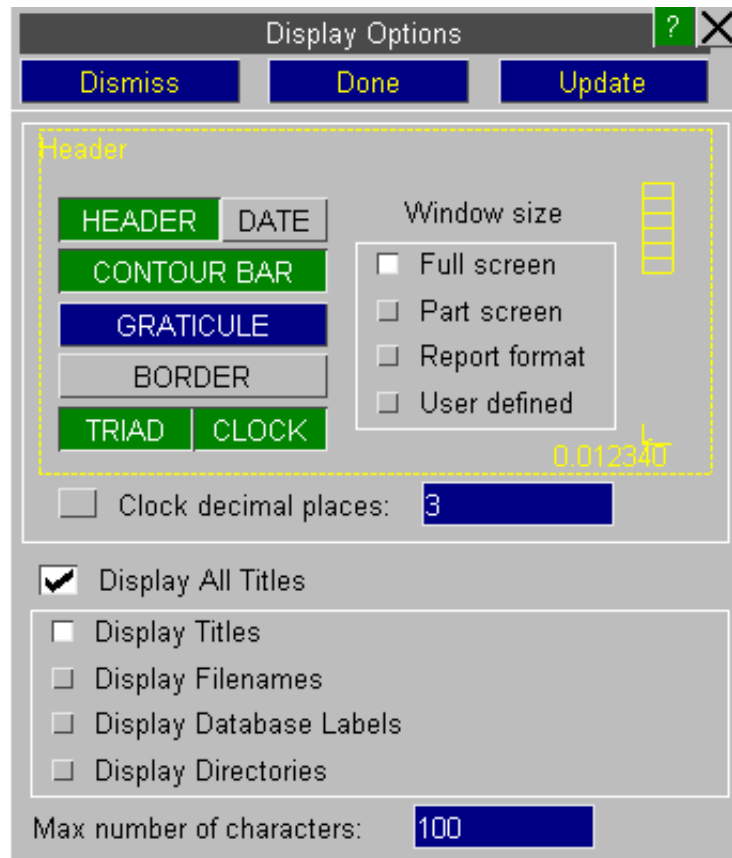 Display Options ?
Dismiss Done Update
Header
HEADER DATE
Window size
CONTOUR BAR
Full screen
GRATICULE
Part screen
BORDER
Report format
TRIAD CLOCK
User defined
0.012340
Clock decimal places: 3
Display All Titles
Display Titles
Display Filenames
Display Database Labels
Display Directories
Max number of characters: 100